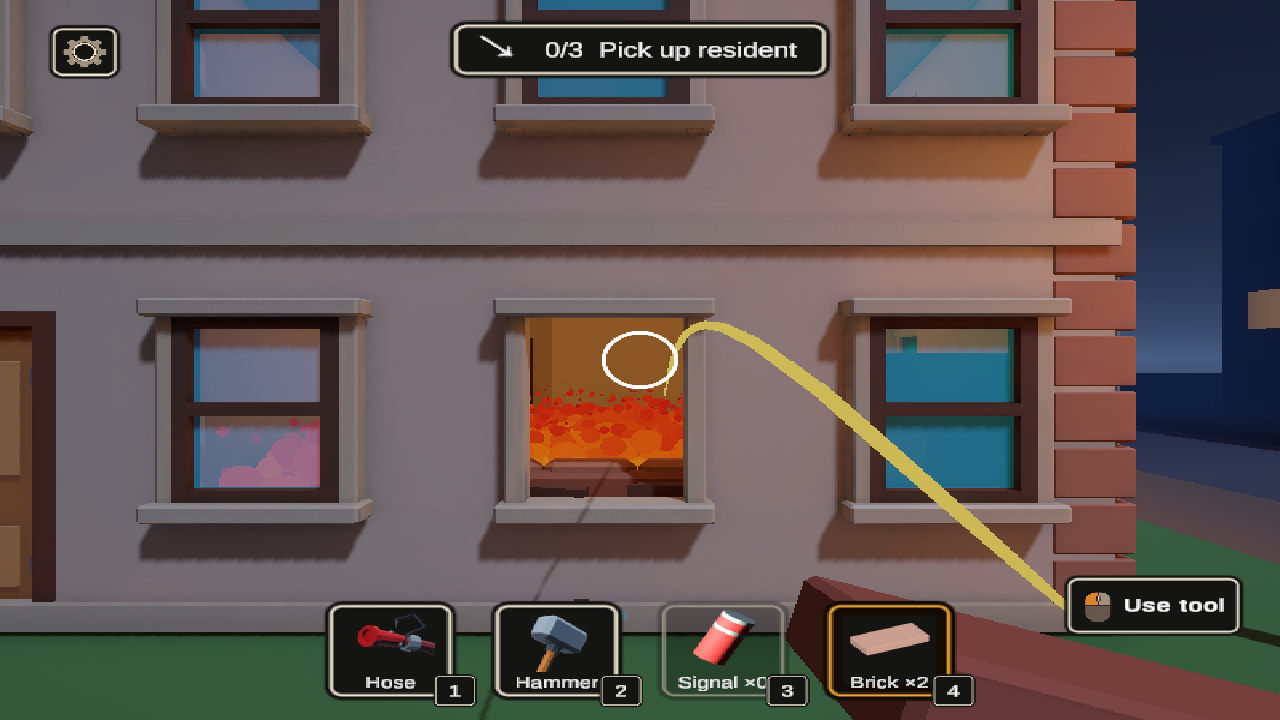 0/3 Pick up resident
Use tool
Hose 1
Hammer 2
Signal ×0 3
Brick ×2 4